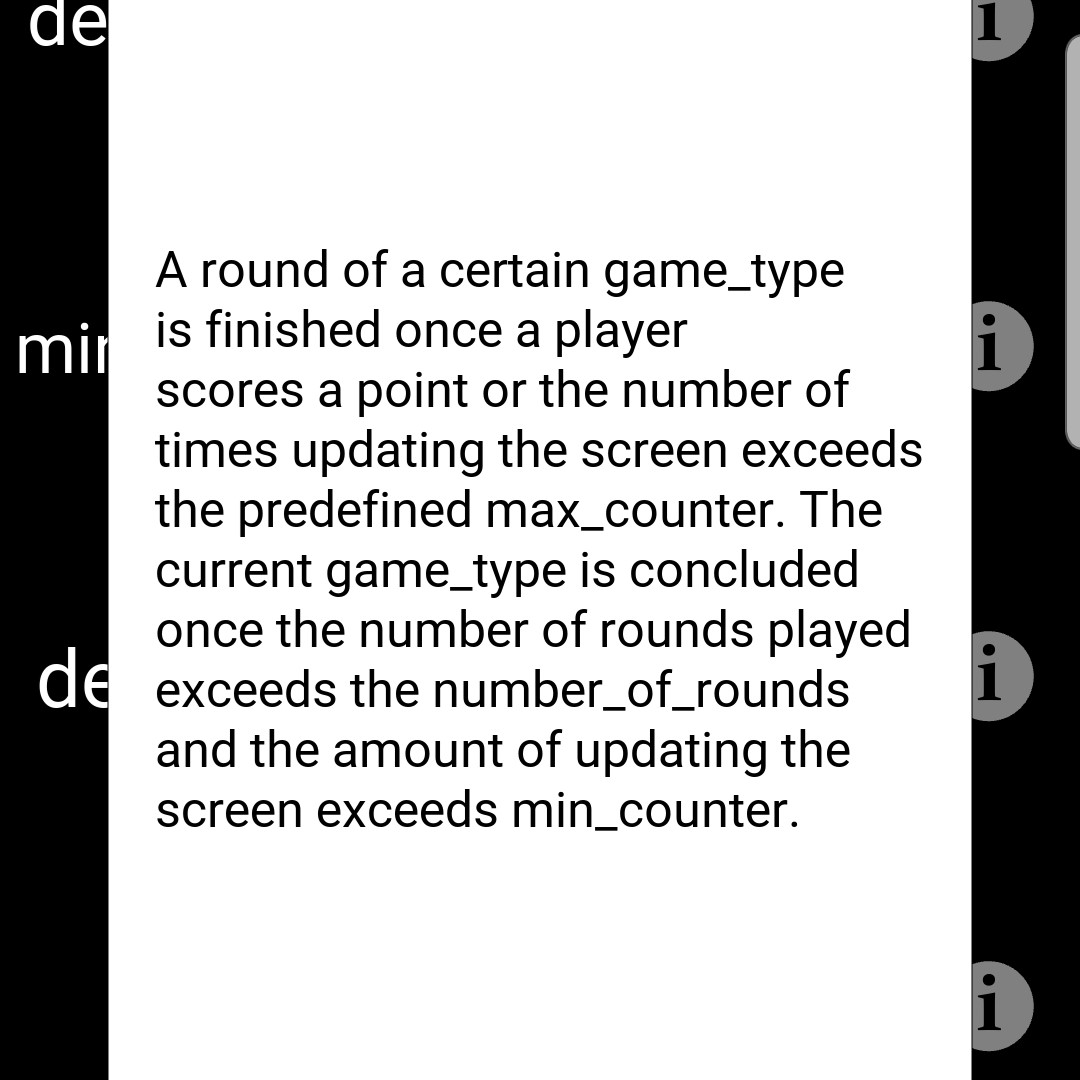 A round of a certain game_type
is finished once a player
scores a point or the number of
times updating the screen exceeds
the predefined max_counter. The
current game_type is concluded
once the number of rounds played
exceeds the number_of_rounds
and the amount of updating the
screen exceeds min_counter.
de
i
i
de
i
i